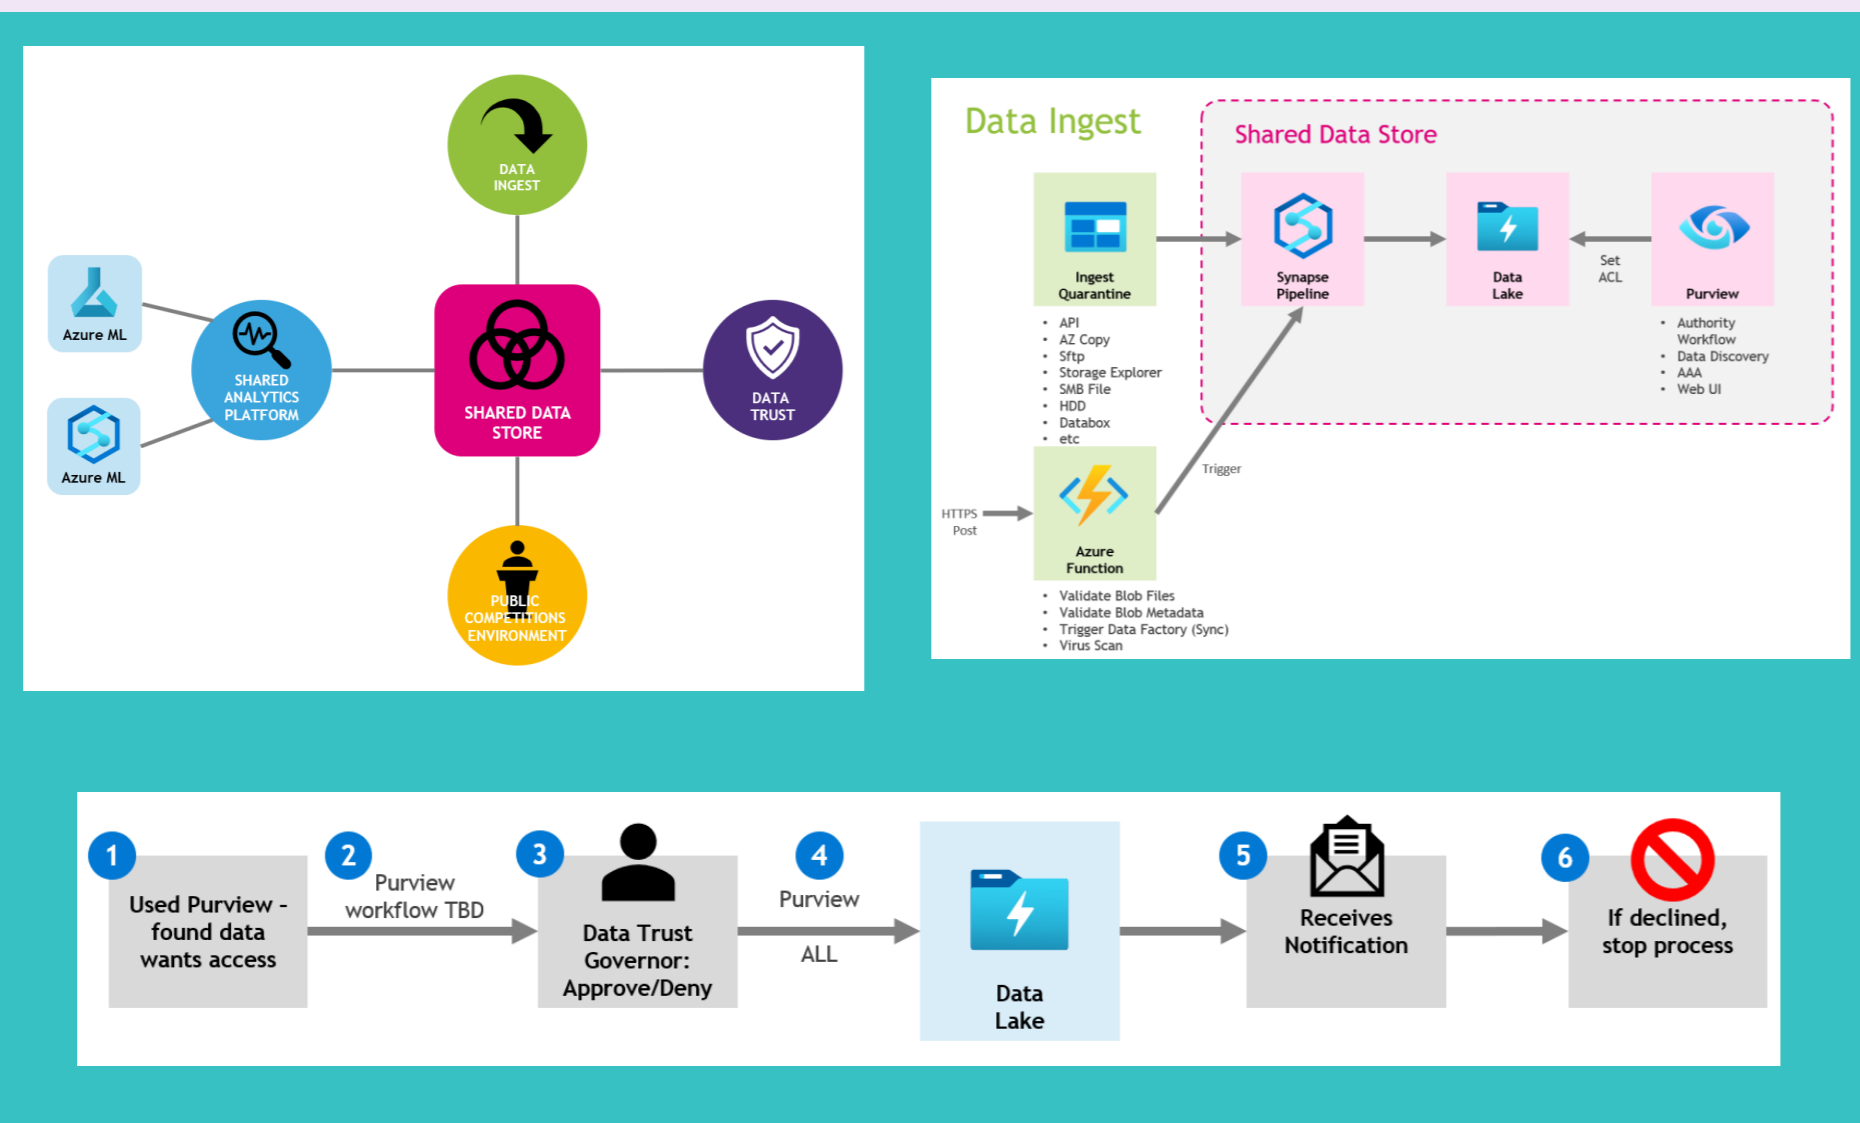 DATA
INGEST
Azure ML
SHARED
ANALYTICS
PLATFORM
Azure ML
SHARED DATA
STORE
DATA
TRUST
PUBLIC
COMPETITIONS
ENVIRONMENT
Data Ingest
Shared Data Store
Ingest
Quarantine
• API
• AZ Copy
• Sftp
• Storage Explorer
• SMB File
• HDD
• Databox
• etc
Synapse
Pipeline
Data
Lake
Set
ACL
Purview
• Authority
Workflow
• Data Discovery
• AAA
• Web UI
Trigger
HTTPS
Post
Azure
Function
• Validate Blob Files
• Validate Blob Metadata
• Trigger Data Factory (Sync)
• Virus Scan
1
Used Purview –
found data
wants access
2
Purview
workflow TBD
3
Data Trust
Governor:
Approve/Deny
4
Purview
ALL
Data
Lake
5
Receives
Notification
6
If declined,
stop process